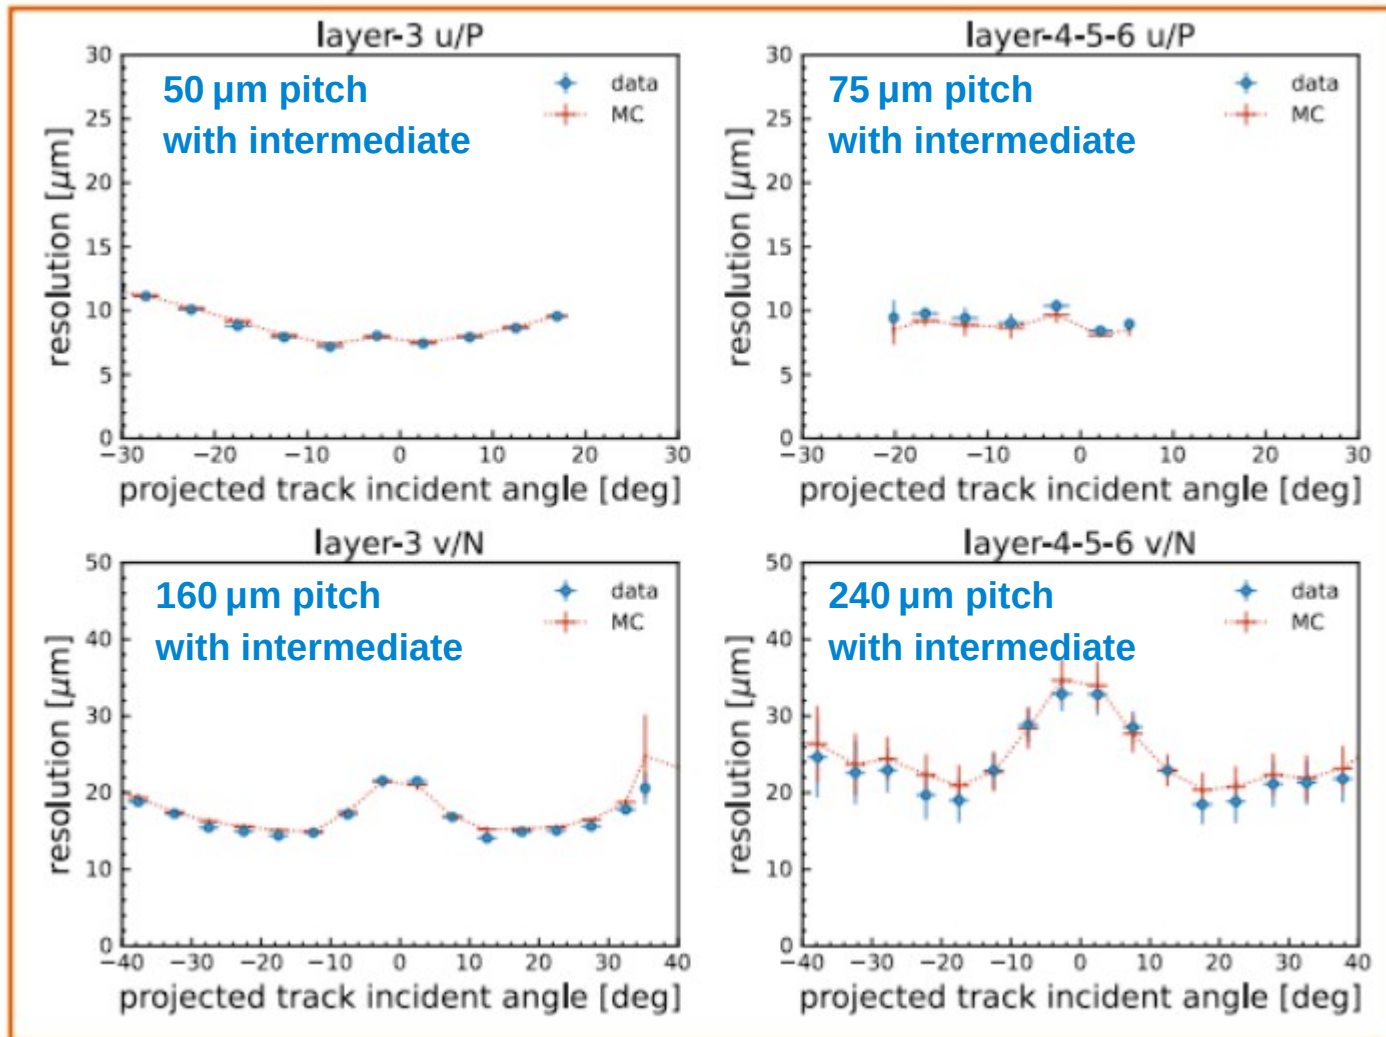 layer-3 u/P
30
25
20
15
10
5
0
resolution [μm]
50 μm pitch
with intermediate
data
MC
−30 −20 −10 0 10 20 30
projected track incident angle [deg]
layer-4-5-6 u/P
30
25
20
15
10
5
0
resolution [μm]
75 μm pitch
with intermediate
data
MC
−30 −20 −10 0 10 20 30
projected track incident angle [deg]
layer-3 v/N
50
40
30
20
10
0
resolution [μm]
160 μm pitch
with intermediate
data
MC
−40 −30 −20 −10 0 10 20 30 40
projected track incident angle [deg]
layer-4-5-6 v/N
50
40
30
20
10
0
resolution [μm]
240 μm pitch
with intermediate
data
MC
−40 −30 −20 −10 0 10 20 30 40
projected track incident angle [deg]